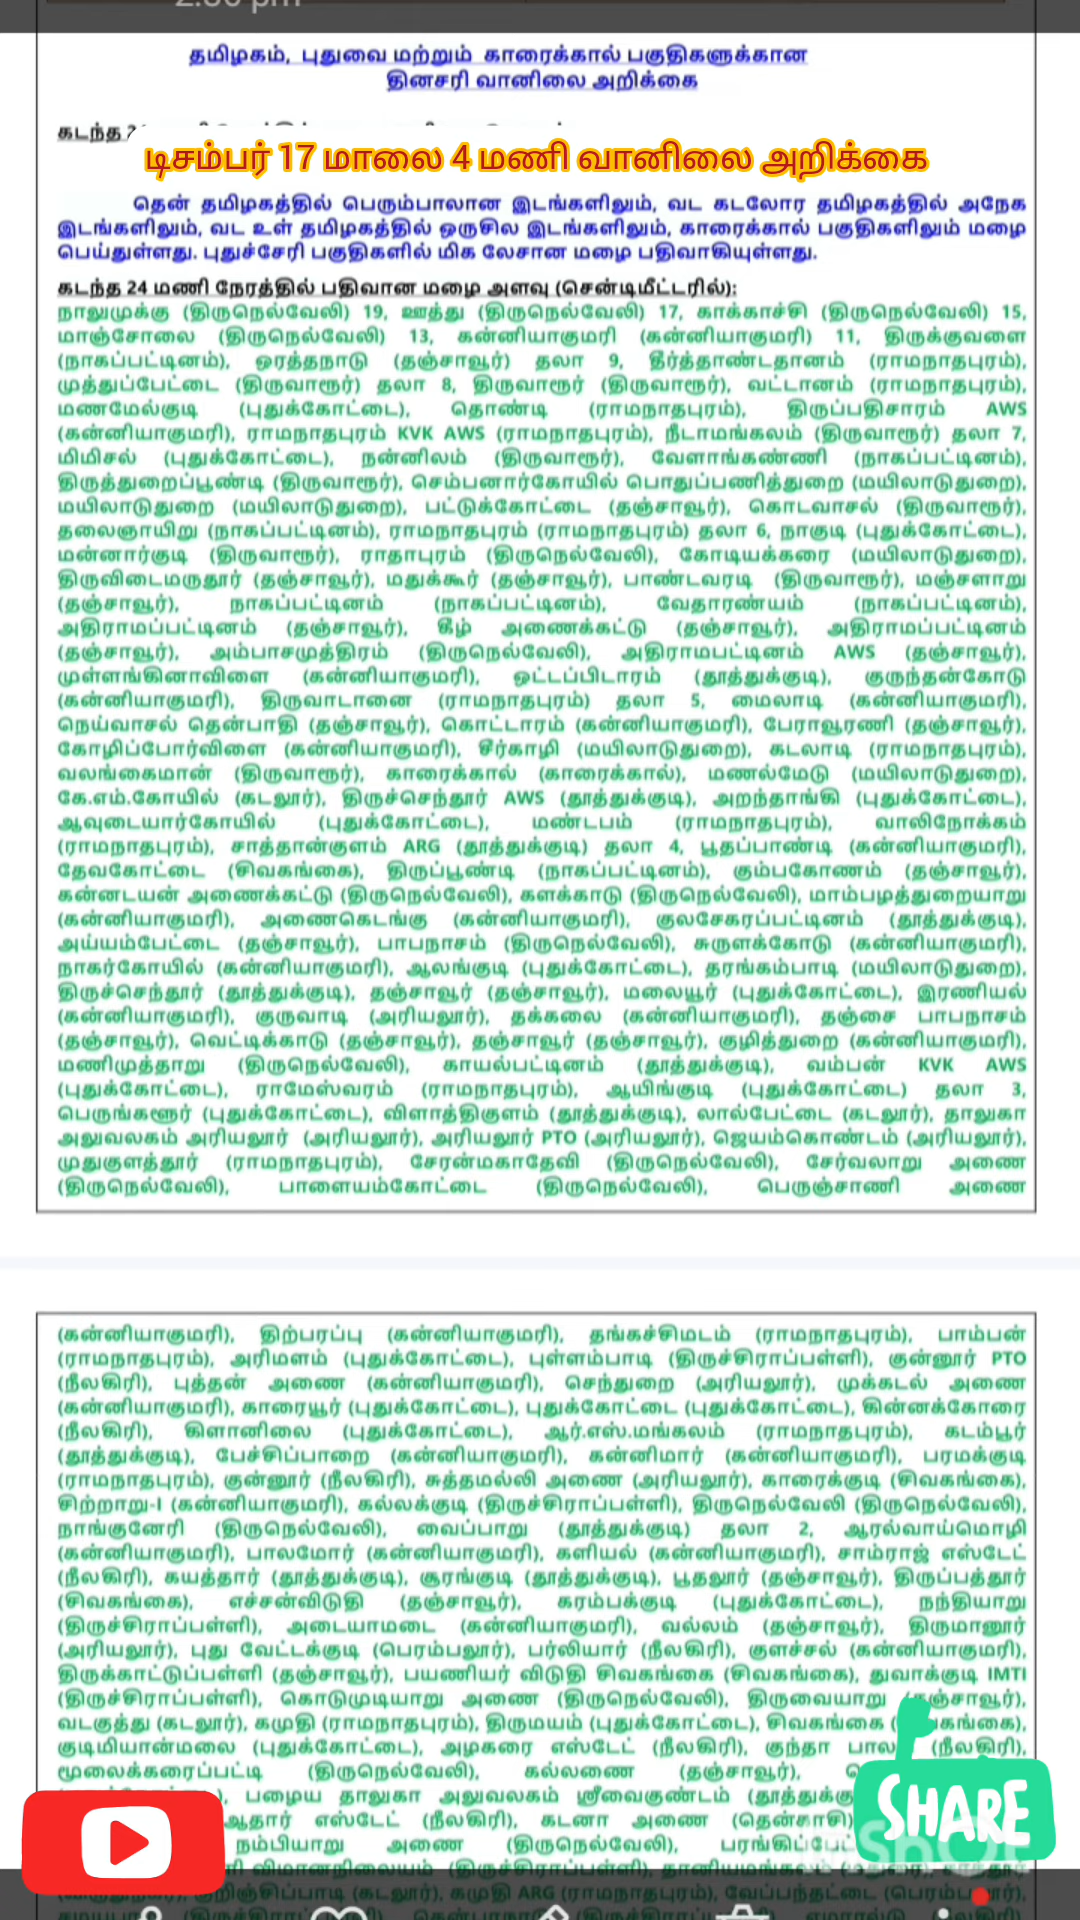 2:30 pm
தமிழகம், புதுவை மற்றும் காரைக்கால் பகுதிகளுக்கான
தினசரி வானிலை அறிக்கை
கடந்த
டிசம்பர் 17 மாலை 4 மணி வானிலை அறிக்கை
தென் தமிழகத்தில் பெரும்பாலான இடங்களிலும், வட கடலோர தமிழகத்தில் அநேக
இடங்களிலும், வட உள் தமிழகத்தில் ஒருசில இடங்களிலும், காரைக்கால் பகுதிகளிலும் மழை
பெய்துள்ளது. புதுச்சேரி பகுதிகளில் மிக லேசான மழை பதிவாகியுள்ளது.
கடந்த 24 மணி நேரத்தில் பதிவான மழை அளவு (சென்டிமீட்டரில்):
நாலுமுக்கு (திருநெல்வேலி) 19, ஊத்து (திருநெல்வேலி) 17, காக்காச்சி (திருநெல்வேலி) 15,
மாஞ்சோலை (திருநெல்வேலி) 13, கன்னியாகுமரி (கன்னியாகுமரி) 11, திருக்குவளை
(நாகப்பட்டினம்), ஒரத்தநாடு (தஞ்சாவூர்) தலா 9, தீர்த்தாண்டதானம் (ராமநாதபுரம்),
முத்துப்பேட்டை (திருவாரூர்) தலா 8, திருவாரூர் (திருவாரூர்), வட்டானம் (ராமநாதபுரம்),
மணமேல்குடி (புதுக்கோட்டை), தொண்டி (ராமநாதபுரம்), திருப்பதிசாரம் AWS
(கன்னியாகுமரி), ராமநாதபுரம் KVK AWS (ராமநாதபுரம்), நீடாமங்கலம் (திருவாரூர்) தலா 7,
மிமிசல் (புதுக்கோட்டை), நன்னிலம் (திருவாரூர்), வேளாங்கண்ணி (நாகப்பட்டினம்),
திருத்துறைப்பூண்டி (திருவாரூர்), செம்பனார்கோயில் பொதுப்பணித்துறை (மயிலாடுதுறை),
மயிலாடுதுறை (மயிலாடுதுறை), பட்டுக்கோட்டை (தஞ்சாவூர்), கொடவாசல் (திருவாரூர்),
தலைஞாயிறு (நாகப்பட்டினம்), ராமநாதபுரம் (ராமநாதபுரம்) தலா 6, நாகுடி (புதுக்கோட்டை),
மன்னார்குடி (திருவாரூர்), ராதாபுரம் (திருநெல்வேலி), கோடியக்கரை (மயிலாடுதுறை),
திருவிடைமருதூர் (தஞ்சாவூர்), மதுக்கூர் (தஞ்சாவூர்), பாண்டவரடி (திருவாரூர்), மஞ்சளாறு
(தஞ்சாவூர்), நாகப்பட்டினம் (நாகப்பட்டினம்), வேதாரண்யம் (நாகப்பட்டினம்),
அதிராமப்பட்டினம் (தஞ்சாவூர்), கீழ் அணைக்கட்டு (தஞ்சாவூர்), அதிராமப்பட்டினம்
(தஞ்சாவூர்), அம்பாசமுத்திரம் (திருநெல்வேலி), அதிராமபட்டினம் AWS (தஞ்சாவூர்),
முள்ளங்கினாவிளை (கன்னியாகுமரி), ஒட்டப்பிடாரம் (தூத்துக்குடி), குருந்தன்கோடு
(கன்னியாகுமரி), திருவாடானை (ராமநாதபுரம்) தலா 5, மைலாடி (கன்னியாகுமரி),
நெய்வாசல் தென்பாதி (தஞ்சாவூர்), கொட்டாரம் (கன்னியாகுமரி), பேராவூரணி (தஞ்சாவூர்),
கோழிப்போர்விளை (கன்னியாகுமரி), சீர்காழி (மயிலாடுதுறை), கடலாடி (ராமநாதபுரம்),
வலங்கைமான் (திருவாரூர்), காரைக்கால் (காரைக்கால்), மணல்மேடு (மயிலாடுதுறை),
கே.எம்.கோயில் (கடலூர்), திருச்செந்தூர் AWS (தூத்துக்குடி), அறந்தாங்கி (புதுக்கோட்டை),
ஆவுடையார்கோயில் (புதுக்கோட்டை), மண்டபம் (ராமநாதபுரம்), வாலிநோக்கம்
(ராமநாதபுரம்), சாத்தான்குளம் ARG (தூத்துக்குடி) தலா 4, பூதப்பாண்டி (கன்னியாகுமரி),
தேவகோட்டை (சிவகங்கை), திருப்பூண்டி (நாகப்பட்டினம்), கும்பகோணம் (தஞ்சாவூர்),
கன்னடயன் அணைக்கட்டு (திருநெல்வேலி), களக்காடு (திருநெல்வேலி), மாம்பழத்துறையாறு
(கன்னியாகுமரி), அணைகெடங்கு (கன்னியாகுமரி), குலசேகரப்பட்டினம் (தூத்துக்குடி),
அய்யம்பேட்டை (தஞ்சாவூர்), பாபநாசம் (திருநெல்வேலி), சுருளக்கோடு (கன்னியாகுமரி),
நாகர்கோயில் (கன்னியாகுமரி), ஆலங்குடி (புதுக்கோட்டை), தரங்கம்பாடி (மயிலாடுதுறை),
திருச்செந்தூர் (தூத்துக்குடி), தஞ்சாவூர் (தஞ்சாவூர்), மலையூர் (புதுக்கோட்டை), இரணியல்
(கன்னியாகுமரி), குருவாடி (அரியலூர்), தக்கலை (கன்னியாகுமரி), தஞ்சை பாபநாசம்
(தஞ்சாவூர்), வெட்டிக்காடு (தஞ்சாவூர்), தஞ்சாவூர் (தஞ்சாவூர்), குழித்துறை (கன்னியாகுமரி),
மணிமுத்தாறு (திருநெல்வேலி), காயல்பட்டினம் (தூத்துக்குடி), வம்பன் KVK AWS
(புதுக்கோட்டை), ராமேஸ்வரம் (ராமநாதபுரம்), ஆயிங்குடி (புதுக்கோட்டை) தலா 3,
பெருங்களூர் (புதுக்கோட்டை), விளாத்திகுளம் (தூத்துக்குடி), லால்பேட்டை (கடலூர்), தாலுகா
அலுவலகம் அரியலூர் (அரியலூர்), அரியலூர் PTO (அரியலூர்), ஜெயம்கொண்டம் (அரியலூர்),
முதுகுளத்தூர் (ராமநாதபுரம்), சேரன்மகாதேவி (திருநெல்வேலி), சேர்வலாறு அணை
(திருநெல்வேலி), பாளையம்கோட்டை (திருநெல்வேலி), பெருஞ்சாணி அணை
(கன்னியாகுமரி), திற்பரப்பு (கன்னியாகுமரி), தங்கச்சிமடம் (ராமநாதபுரம்), பாம்பன்
(ராமநாதபுரம்), அரிமளம் (புதுக்கோட்டை), புள்ளம்பாடி (திருச்சிராப்பள்ளி), குன்னூர் PTO
(நீலகிரி), புத்தன் அணை (கன்னியாகுமரி), செந்துறை (அரியலூர்), முக்கடல் அணை
(கன்னியாகுமரி), காரையூர் (புதுக்கோட்டை), புதுக்கோட்டை (புதுக்கோட்டை), கின்னக்கோரை
(நீலகிரி), கிளானிலை (புதுக்கோட்டை), ஆர்.எஸ்.மங்கலம் (ராமநாதபுரம்), கடம்பூர்
(தூத்துக்குடி), பேச்சிப்பாறை (கன்னியாகுமரி), கன்னிமார் (கன்னியாகுமரி), பரமக்குடி
(ராமநாதபுரம்), குன்னூர் (நீலகிரி), சுத்தமல்லி அணை (அரியலூர்), காரைக்குடி (சிவகங்கை),
சிற்றாறு-I (கன்னியாகுமரி), கல்லக்குடி (திருச்சிராப்பள்ளி), திருநெல்வேலி (திருநெல்வேலி),
நாங்குனேரி (திருநெல்வேலி), வைப்பாறு (தூத்துக்குடி) தலா 2, ஆரல்வாய்மொழி
(கன்னியாகுமரி), பாலமோர் (கன்னியாகுமரி), களியல் (கன்னியாகுமரி), சாம்ராஜ் எஸ்டேட்
(நீலகிரி), கயத்தார் (தூத்துக்குடி), சூரங்குடி (தூத்துக்குடி), பூதலூர் (தஞ்சாவூர்), திருப்பத்தூர்
(சிவகங்கை), எச்சன்விடுதி (தஞ்சாவூர்), கரம்பக்குடி (புதுக்கோட்டை), நந்தியாறு
(திருச்சிராப்பள்ளி), அடையாமடை (கன்னியாகுமரி), வல்லம் (தஞ்சாவூர்), திருமானூர்
(அரியலூர்), புது வேட்டக்குடி (பெரம்பலூர்), பர்லியார் (நீலகிரி), குளச்சல் (கன்னியாகுமரி),
திருக்காட்டுப்பள்ளி (தஞ்சாவூர்), பயணியர் விடுதி சிவகங்கை (சிவகங்கை), துவாக்குடி IMTI
(திருச்சிராப்பள்ளி), கொடுமுடியாறு அணை (திருநெல்வேலி), திருவையாறு
வடகுத்து (கடலூர்), கமுதி (ராமநாதபுரம்), திருமயம் (புதுக்கோட்டை), சிவகங்கை
குடிமியான்மலை (புதுக்கோட்டை), அழகரை எஸ்டேட் (நீலகிரி), குந்தா பால (நீலகிரி),
மூலைக்கரைப்பட்டி (திருநெல்வேலி), கல்லணை (தஞ்சாவூர்),
பழைய தாலுகா அலுவலகம் ஸ்ரீவைகுண்டம்
SHARE
ஆதார் எஸ்டேட் (நீலகிரி), கடனா அணை (தென்காசி)
நம்பியாறு அணை (திருநெல்வேலி),
விமானநிலையம் (திருச்சிராப்பள்ளி),
குறிஞ்சிப்பாடி (கடலூர்), கமுதி ARG (ராமநாதபுரம்), வேப்பந்தட்டை